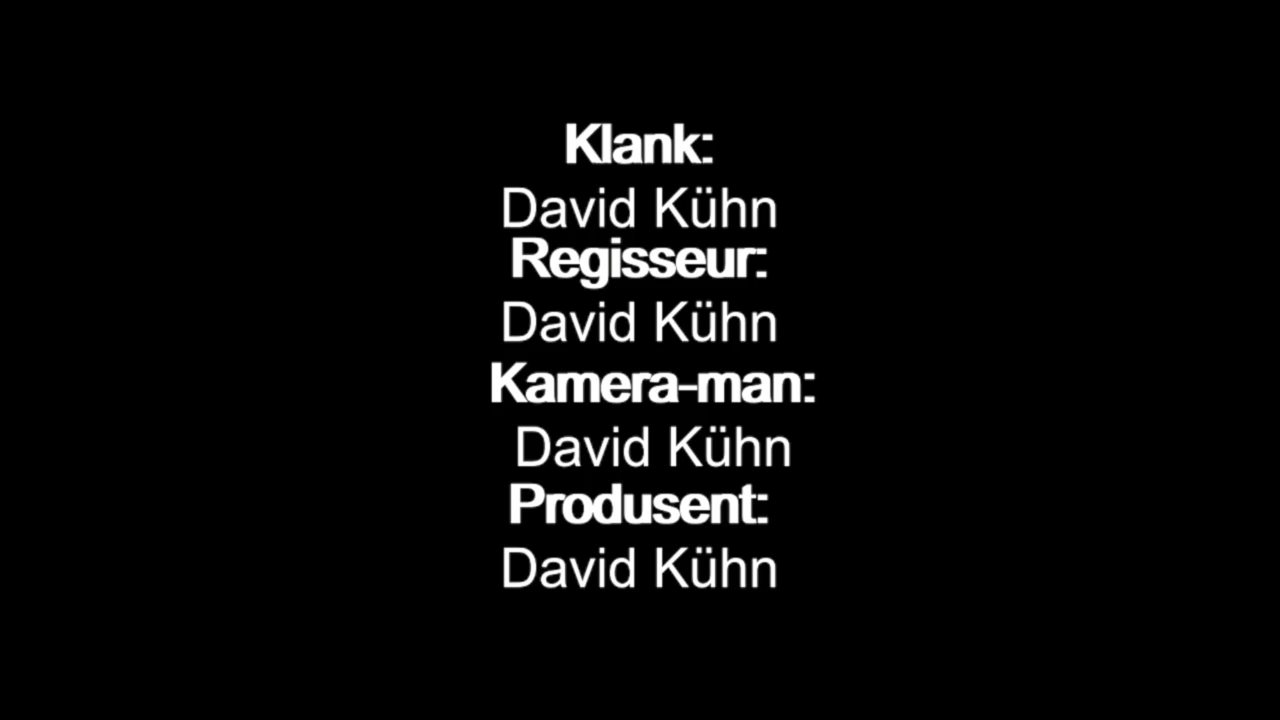 Klank:
David Kühn
Regisseur:
David Kühn
Kamera-man:
David Kühn
Produsent:
David Kühn